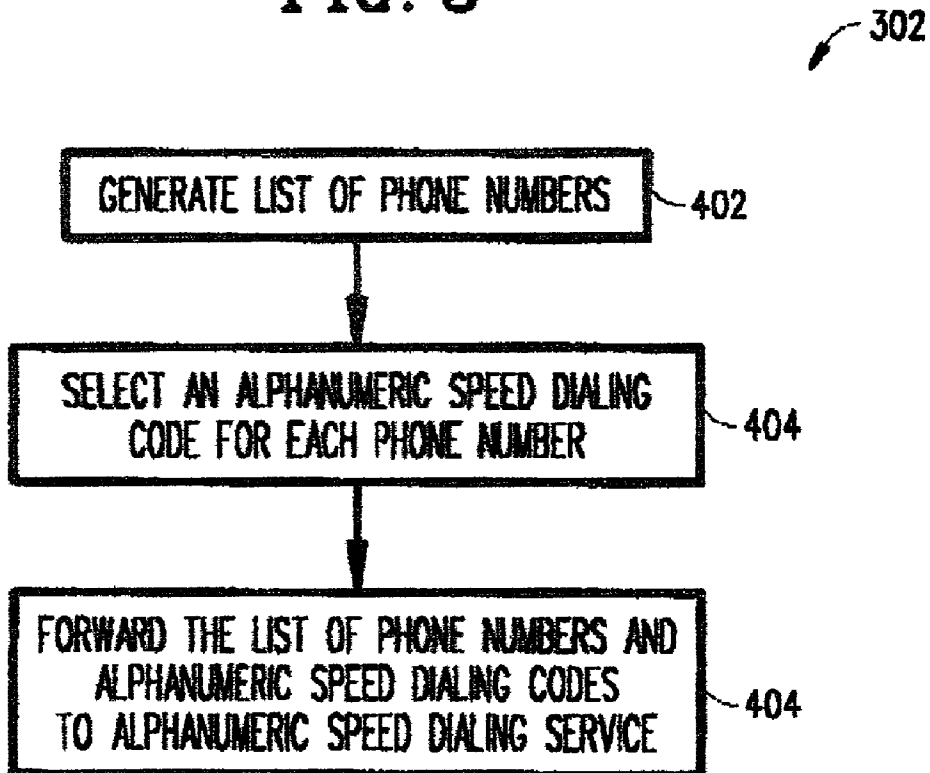 302
GENERATE LIST OF PHONE NUMBERS
402
SELECT AN ALPHANUMERIC SPEED DIALING
CODE FOR EACH PHONE NUMBER
404
FORWARD THE LIST OF PHONE NUMBERS AND
ALPHANUMERIC SPEED DIALING CODES
TO ALPHANUMERIC SPEED DIALING SERVICE
404